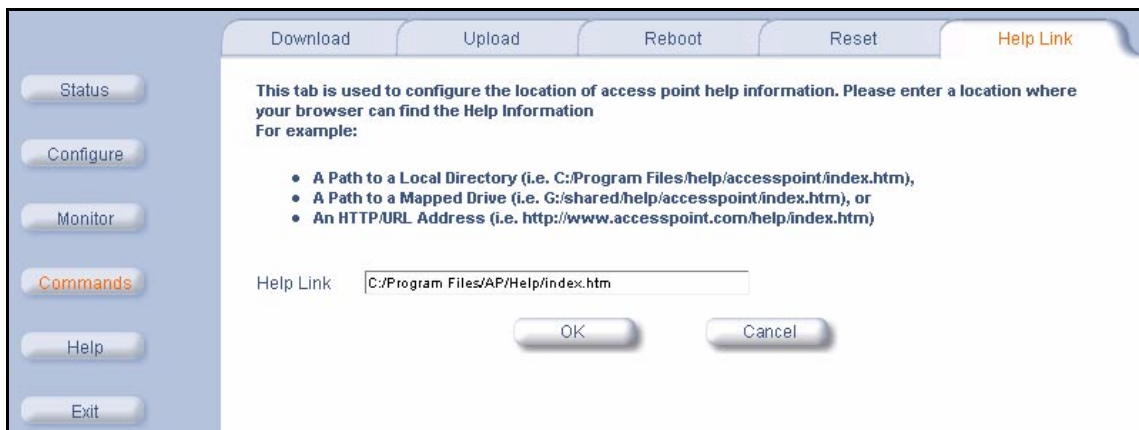 Download
Upload
Reboot
Reset
Help Link
Status
Configure
Monitor
Commands
Help
Exit
This tab is used to configure the location of access point help information. Please enter a location where
your browser can find the Help Information
For example:
• A Path to a Local Directory (i.e. C:/Program Files/help/accesspoint/index.htm),
• A Path to a Mapped Drive (i.e. G:/shared/help/accesspoint/index.htm), or
• An HTTP/URL Address (i.e. http://www.accesspoint.com/help/index.htm)
Help Link
C:/Program Files/AP/Help/index.htm
OK
Cancel